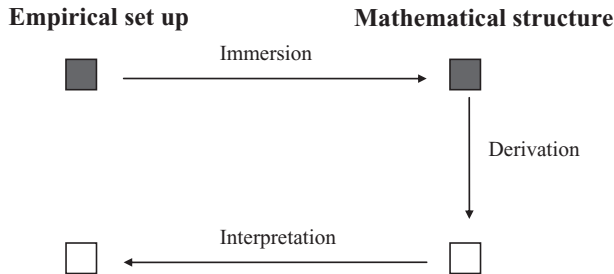 Empirical set up
Mathematical structure
Immersion
Derivation
Interpretation